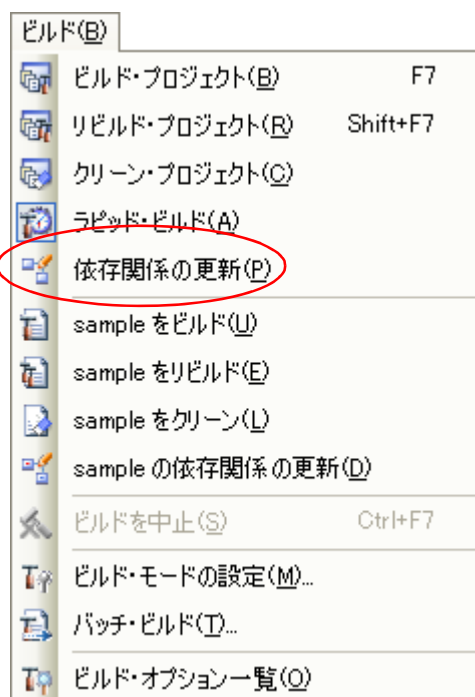 ビルド(B)
ビルド・プロジェクト(B) F7
リビルド・プロジェクト(R) Shift+F7
クリーン・プロジェクト(C)
ラピッド・ビルド(A)
依存関係の更新(P)
sample をビルド(U)
sample をリビルド(E)
sample をクリーン(L)
sample の依存関係の更新(D)
ビルドを中止(S) Ctrl+F7
ビルド・モードの設定(M)...
バッチ・ビルド(T)...
ビルド・オプション一覧(O)